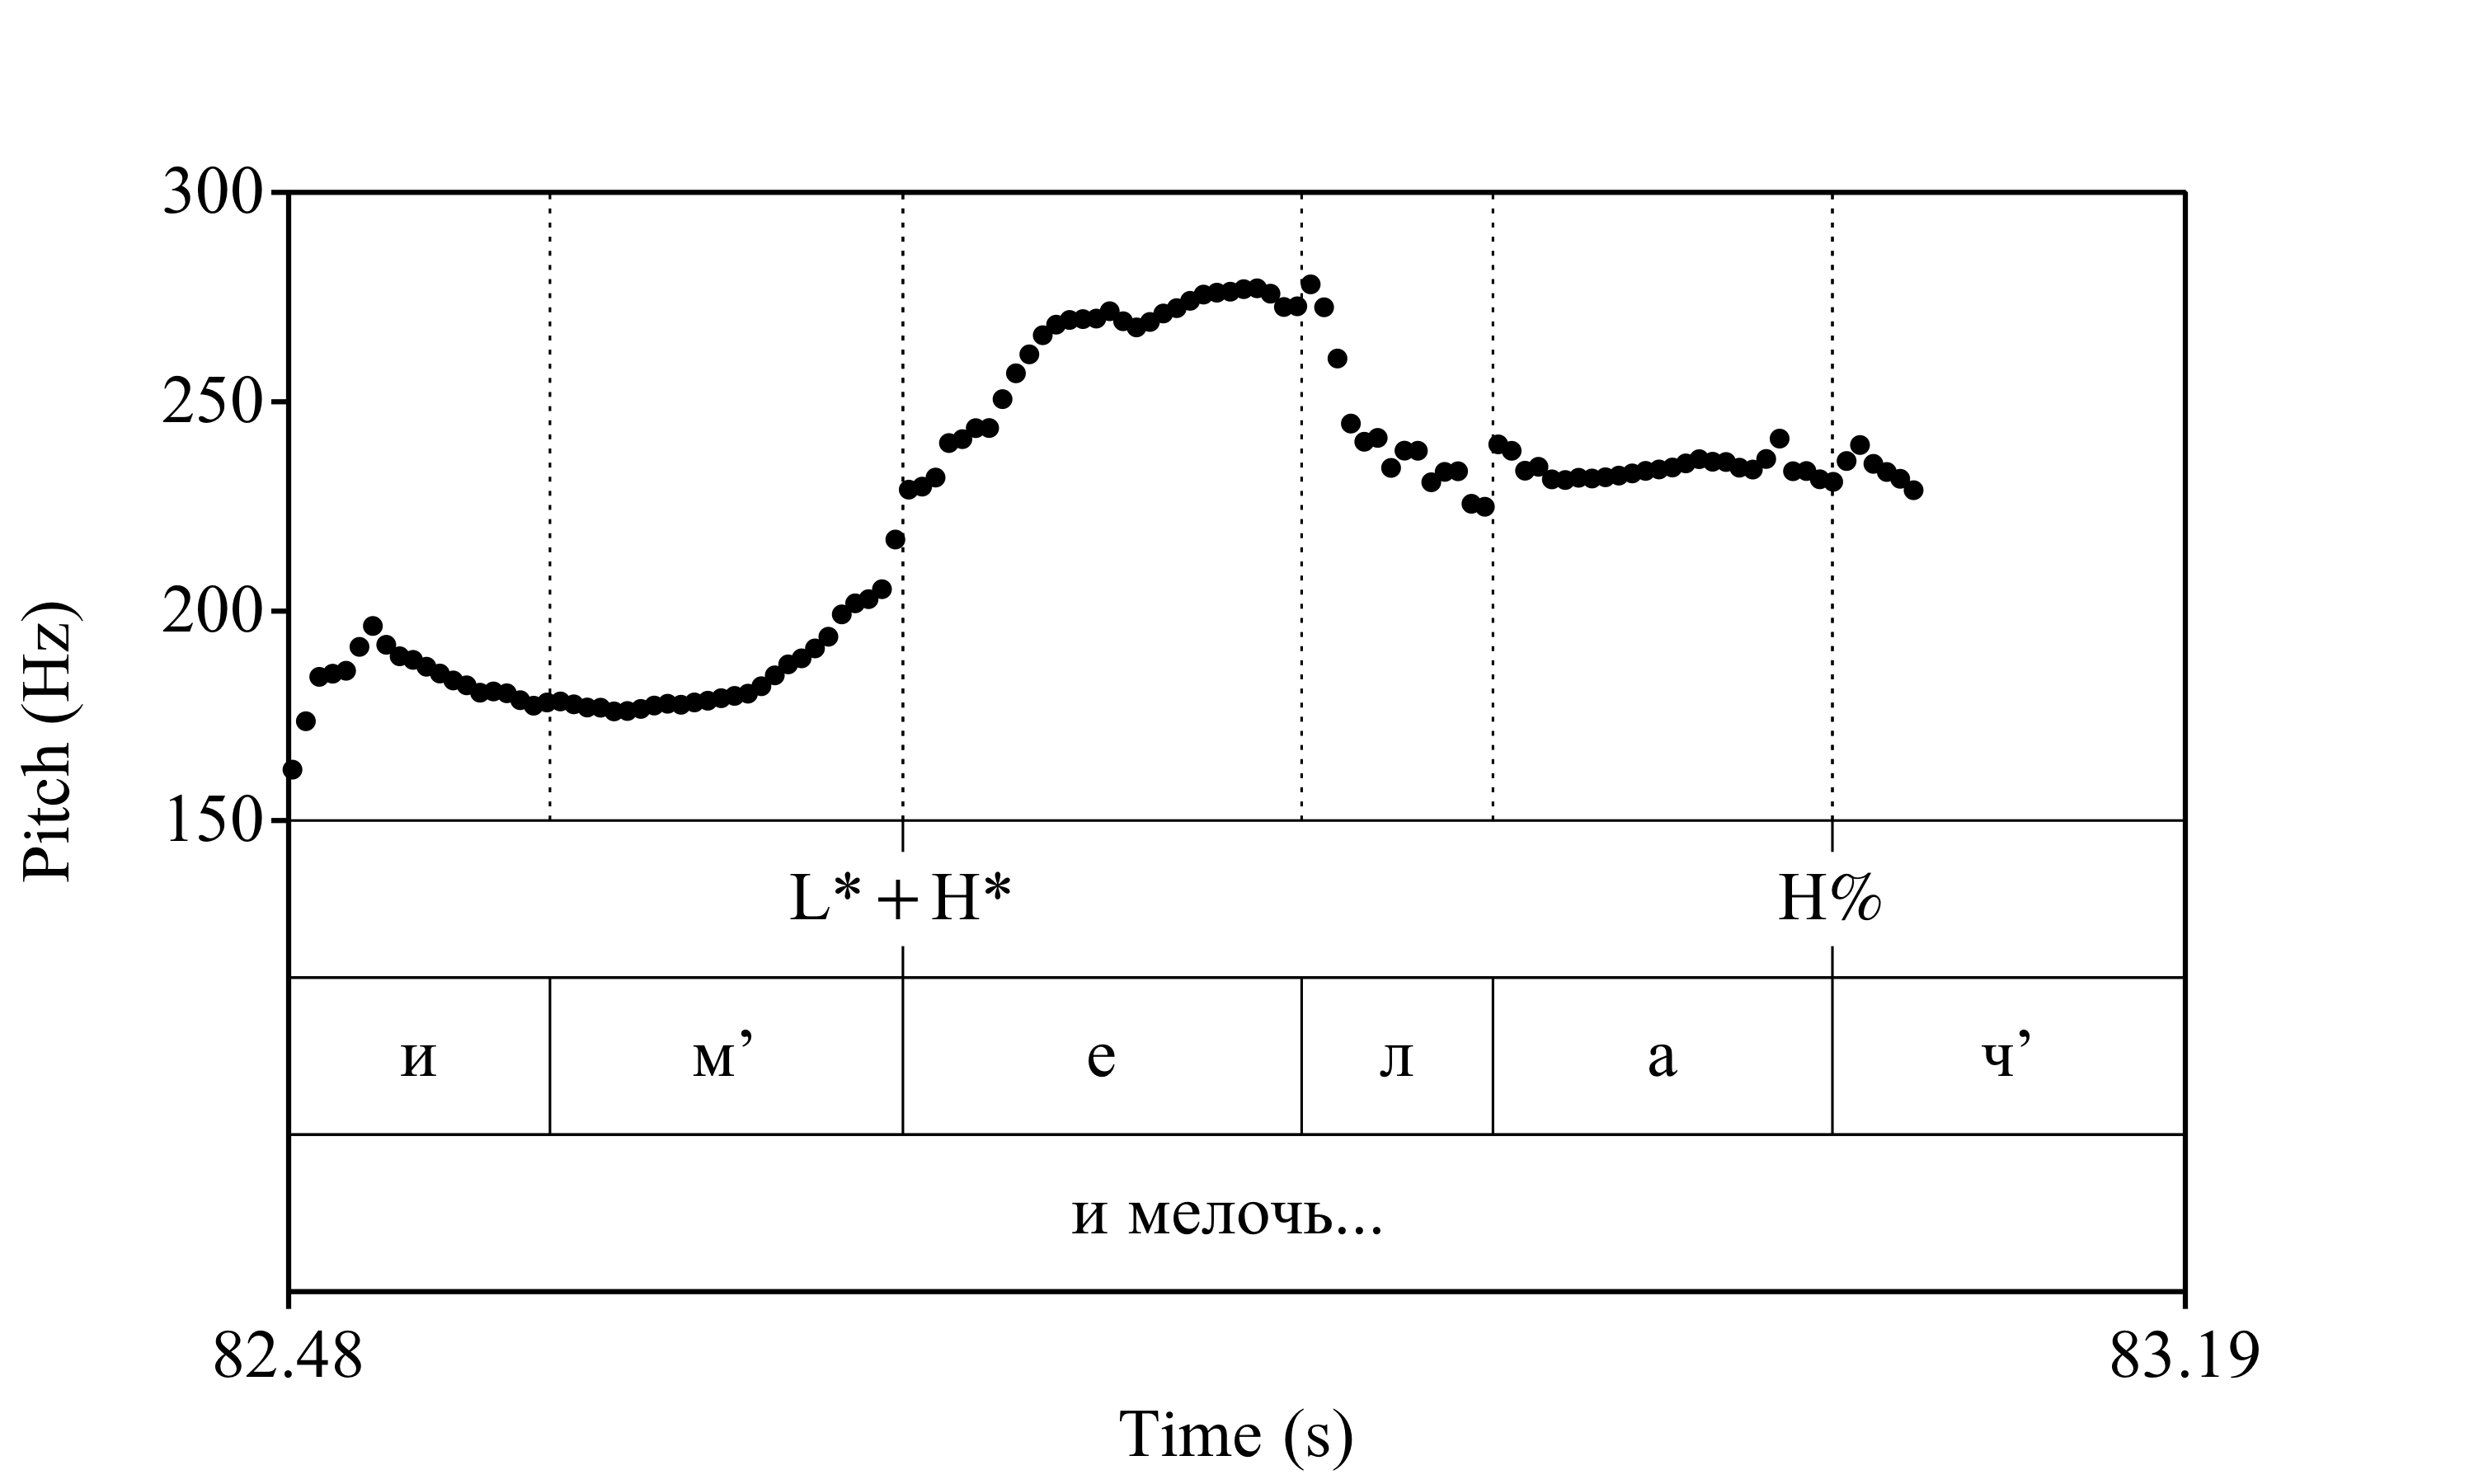 300
250
200
150
Pitch (Hz)
L*+H* H%
и м’ е л а ч’
и мелочь...
82.48 83.19
Time (s)